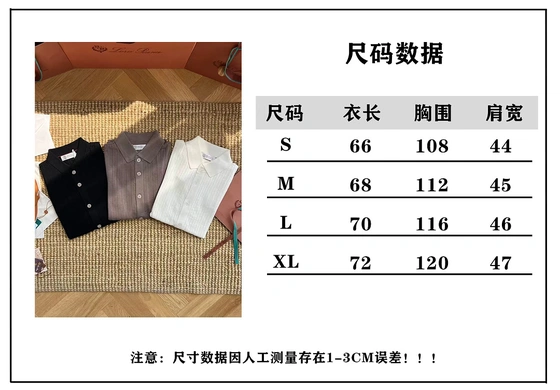 尺码数据
尺码 衣长 胸围 肩宽
S 66 108 44
M 68 112 45
L 70 116 46
XL 72 120 47
注意：尺寸数据因人工测量存在1-3CM误差！！！